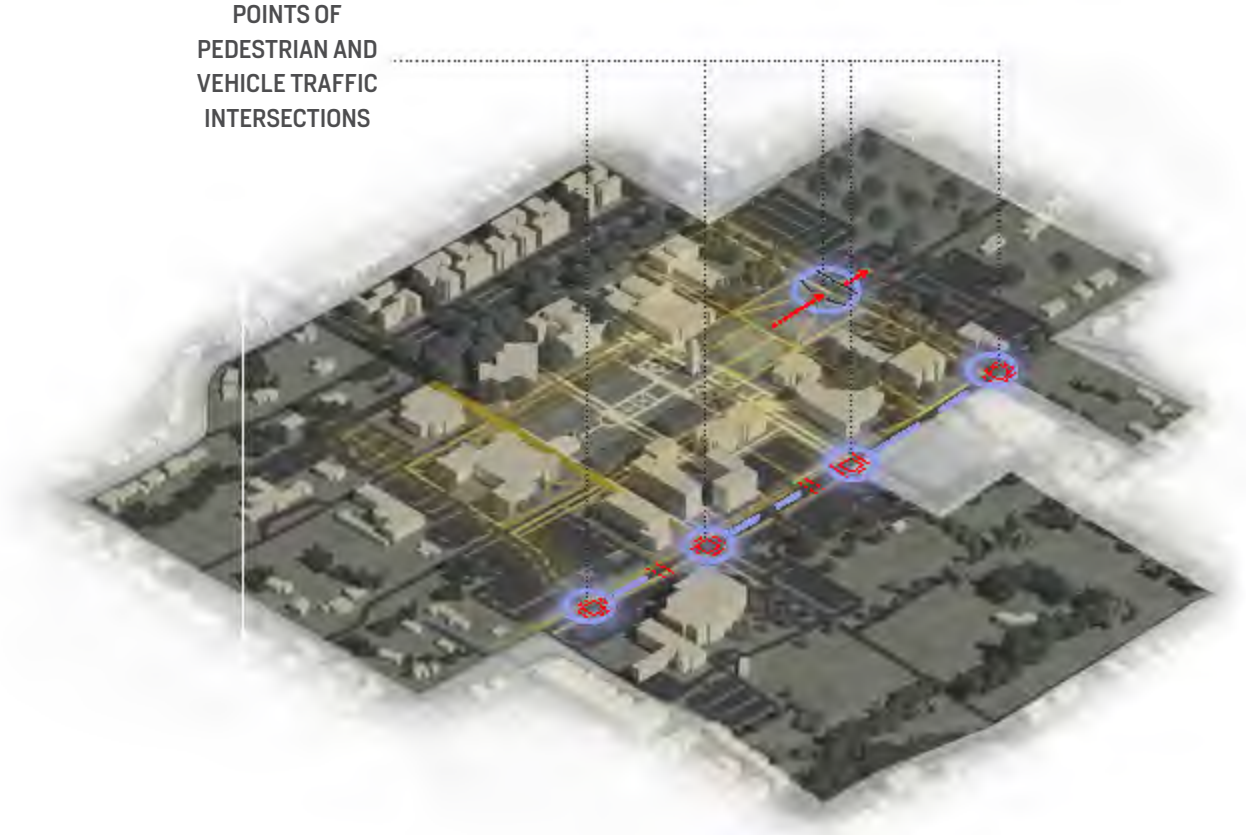 POINTS OF
PEDESTRIAN AND
VEHICLE TRAFFIC
INTERSECTIONS